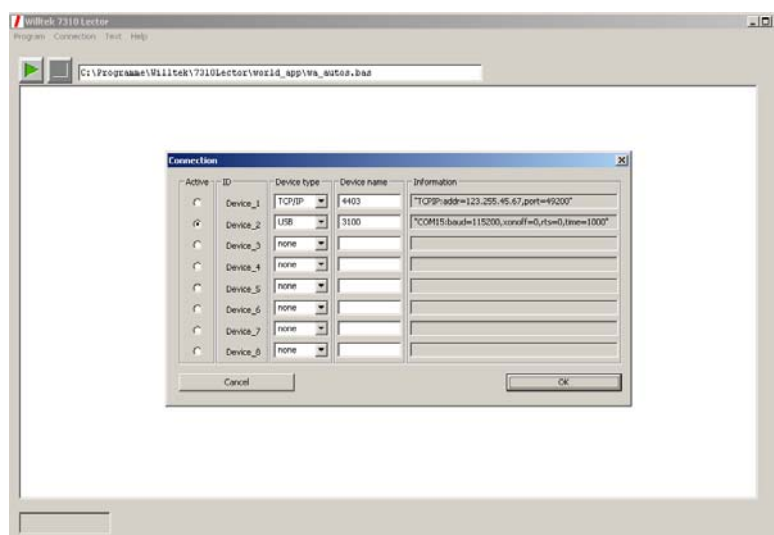 Willtek 7310 Lector
Program Connection Test Help
C:\Programme\Willtek\7310Lector\world_app\wa_autos.bas
Connection
Active ID Device type Device name Information
Device_1 TCP/IP 4403 "TCPIP:addr=123.255.45.67,port=49200"
Device_2 USB 3100 "COM15:baud=115200,xonoff=0,rts=0,time=1000"
Device_3 none
Device_4 none
Device_5 none
Device_6 none
Device_7 none
Device_8 none
Cancel OK